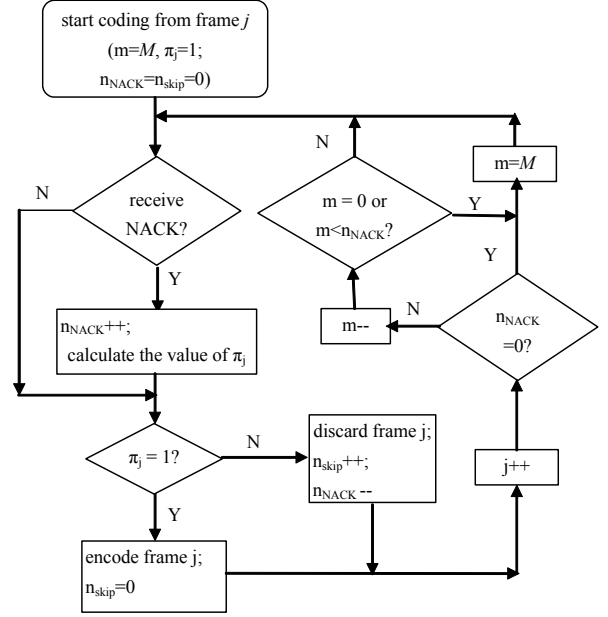 start coding from frame j
(m=M, πj=1;
nNACK=nskip=0)
N
m=M
N
receive
NACK?
m = 0 or
m<nNACK?
Y
Y
Y
nNACK++;
calculate the value of πj
m--
N
nNACK
=0?
πj = 1?
N
discard frame j;
nskip++;
nNACK --
j++
Y
encode frame j;
nskip=0